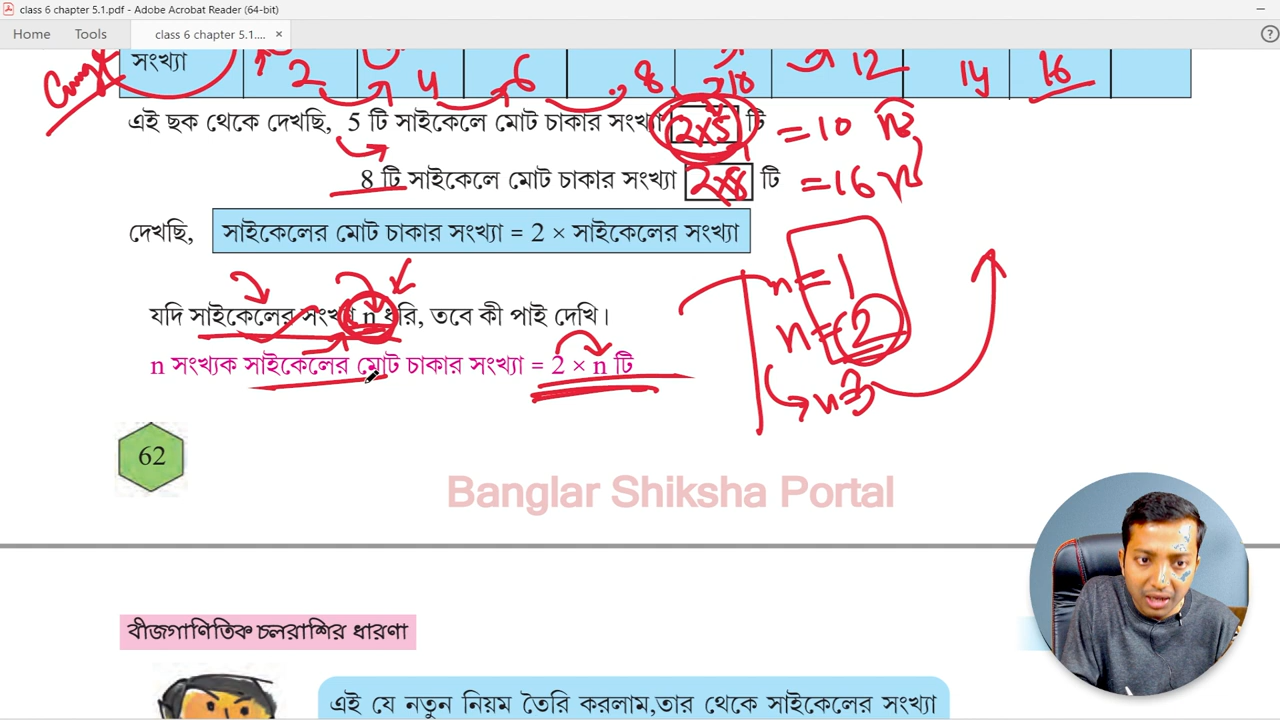 class 6 chapter 5.1.pdf - Adobe Acrobat Reader (64-bit)
Home Tools class 6 chapter 5.1.... ×
সংখ্যা 2 4 6 8 10 12 14 16
এই ছক থেকে দেখছি, 5 টি সাইকেলে মোট চাকার সংখ্যা 2×5 টি = 10 টি
8 টি সাইকেলে মোট চাকার সংখ্যা 2×8 টি = 16
দেখছি, সাইকেলের মোট চাকার সংখ্যা = 2 × সাইকেলের সংখ্যা
n = 1
যদি সাইকেলের সংখ্যা n ধরি, তবে কী পাই দেখি। n = 2
n সংখ্যক সাইকেলের মোট চাকার সংখ্যা = 2 × n টি
62
Banglar Shiksha Portal
বীজগাণিতিক চলরাশির ধারণা
এই যে নতুন নিয়ম তৈরি করলাম,তার থেকে সাইকেলের সংখ্যা